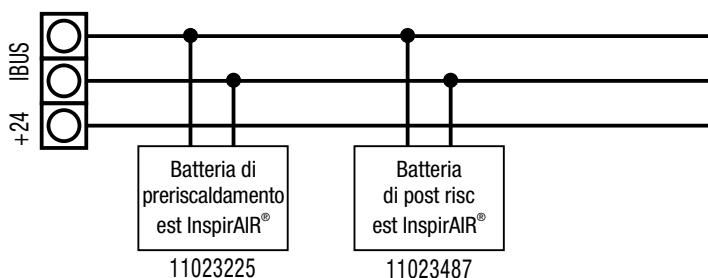 IBUS
+24
Batteria di
preriscaldamento
est InspirAIR®
11023225
Batteria
di post risc
est InspirAIR®
11023487